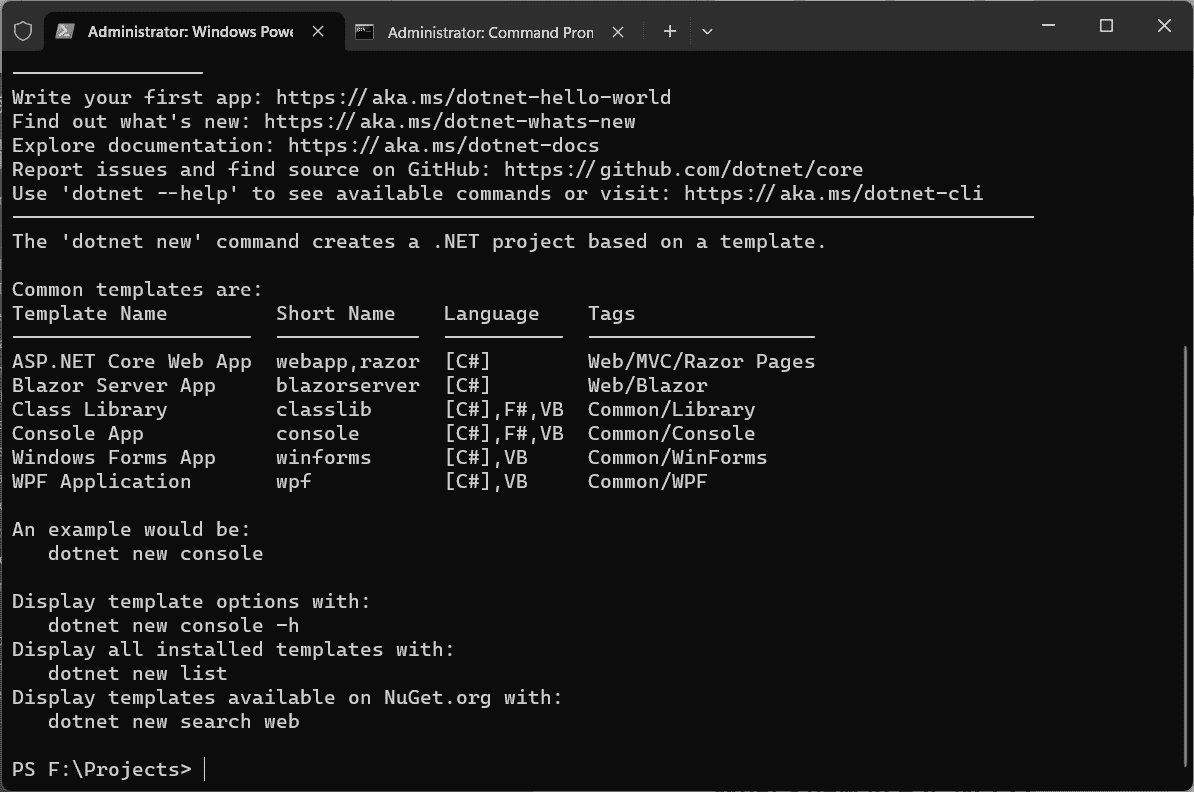 Administrator: Windows Powe
Administrator: Command Pron
Write your first app: https://aka.ms/dotnet-hello-world
Find out what's new: https://aka.ms/dotnet-whats-new
Explore documentation: https://aka.ms/dotnet-docs
Report issues and find source on GitHub: https://github.com/dotnet/core
Use 'dotnet --help' to see available commands or visit: https://aka.ms/dotnet-cli
The 'dotnet new' command creates a .NET project based on a template.
Common templates are:
Template Name Short Name Language Tags
ASP.NET Core Web App webapp,razor [C#] Web/MVC/Razor Pages
Blazor Server App blazorserver [C#] Web/Blazor
Class Library classlib [C#],F#,VB Common/Library
Console App console [C#],F#,VB Common/Console
Windows Forms App winforms [C#],VB Common/WinForms
WPF Application wpf [C#],VB Common/WPF
An example would be:
dotnet new console
Display template options with:
dotnet new console -h
Display all installed templates with:
dotnet new list
Display templates available on NuGet.org with:
dotnet new search web
PS F:\Projects>